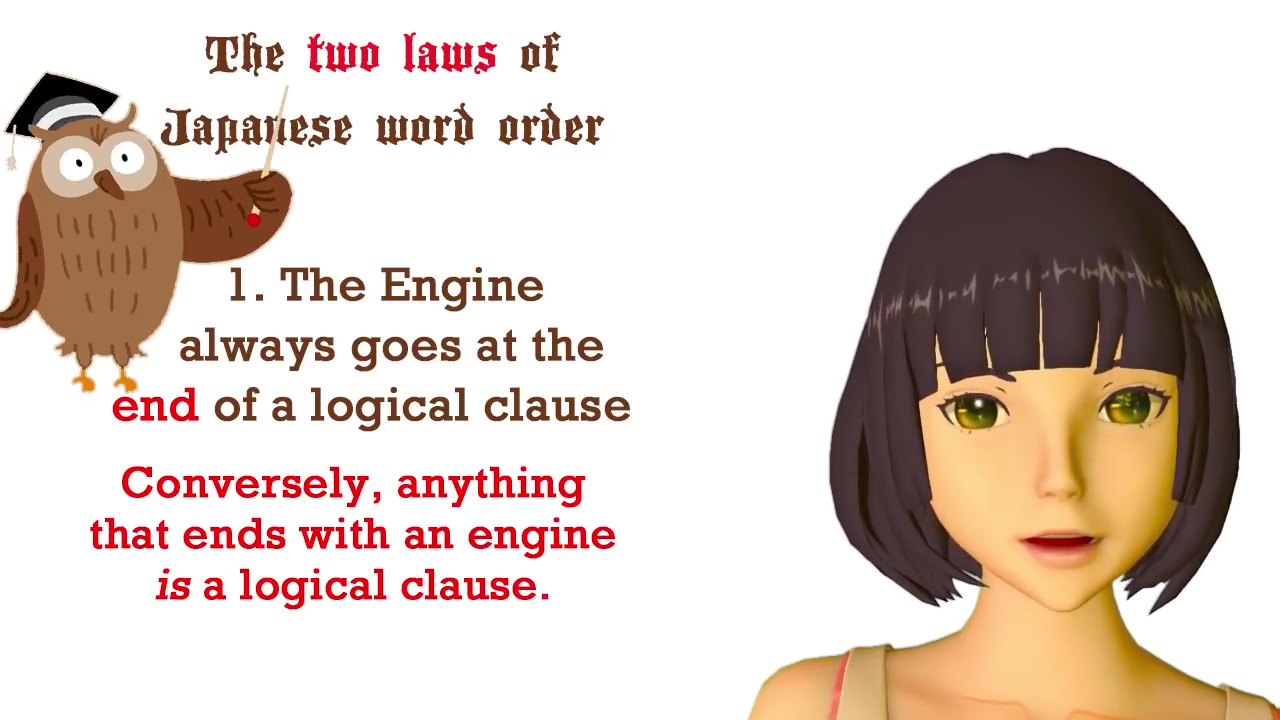 The two laws of
Japanese word order
1. The Engine
always goes at the
end of a logical clause
Conversely, anything
that ends with an engine
is a logical clause.